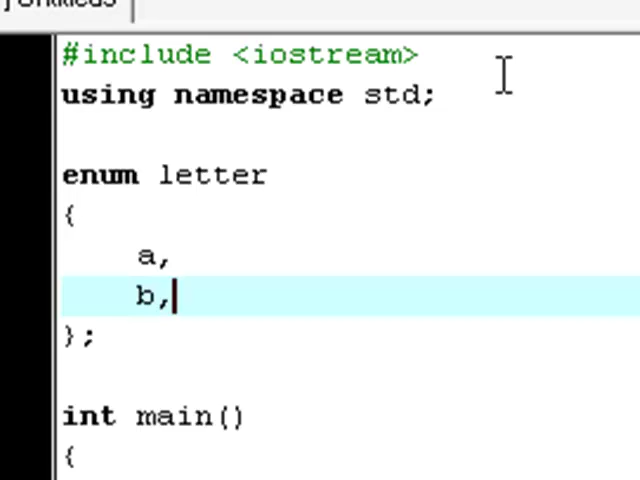 #include <iostream>
using namespace std;
enum letter
{
a,
b,
};
int main()
{